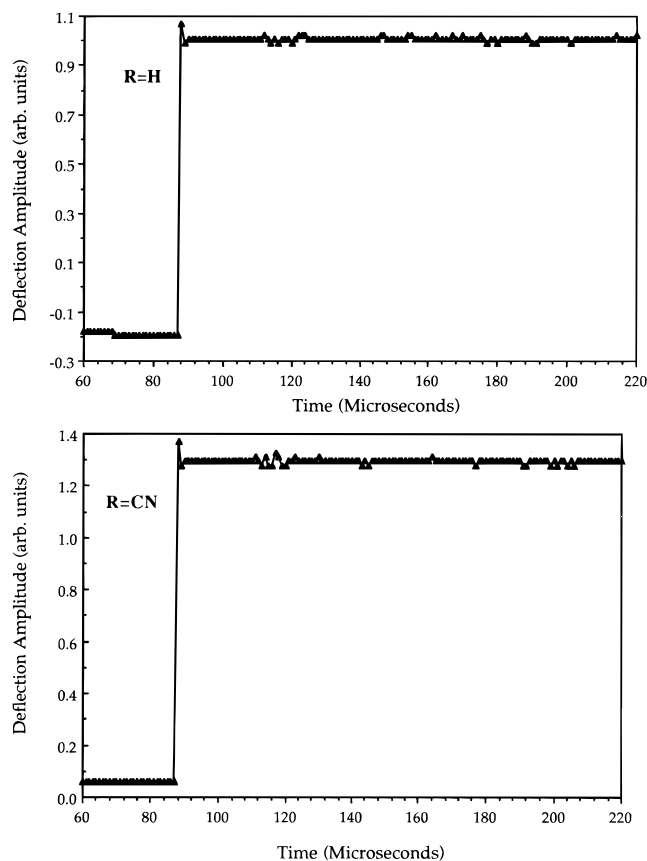 1.1
0.9
0.7
0.5
0.3
0.1
-0.1
-0.3
Deflection Amplitude (arb. units)
R=H
60 80 100 120 140 160 180 200 220
Time (Microseconds)
1.4
1.2
1.0
0.8
0.6
0.4
0.2
0.0
Deflection Amplitude (arb. units)
R=CN
60 80 100 120 140 160 180 200 220
Time (Microseconds)